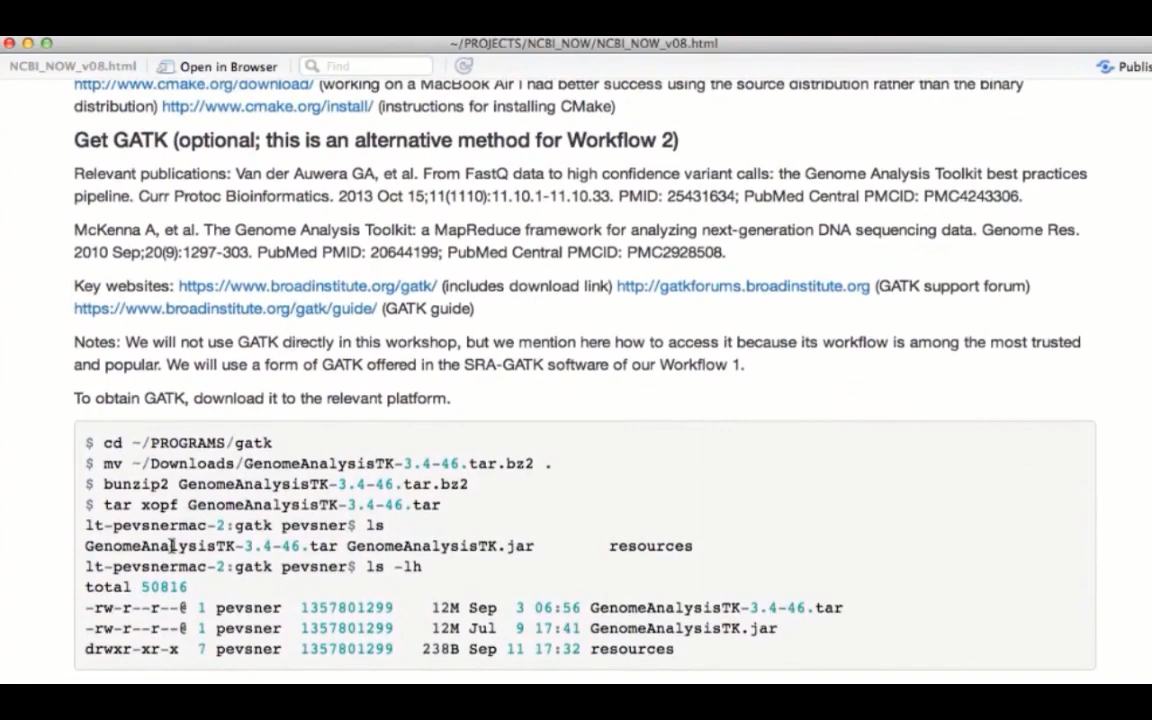 ~/PROJECTS/NCBI_NOW/NCBI_NOW_v08.html
NCBI_NOW_v08.html Open in Browser Find Publis
http://www.cmake.org/download/ (working on a MacBook Air I had better success using the source distribution rather than the binary
distribution) http://www.cmake.org/install/ (instructions for installing CMake)
Get GATK (optional; this is an alternative method for Workflow 2)
Relevant publications: Van der Auwera GA, et al. From FastQ data to high confidence variant calls: the Genome Analysis Toolkit best practices
pipeline. Curr Protoc Bioinformatics. 2013 Oct 15;11(1110):11.10.1-11.10.33. PMID: 25431634; PubMed Central PMCID: PMC4243306.
McKenna A, et al. The Genome Analysis Toolkit: a MapReduce framework for analyzing next-generation DNA sequencing data. Genome Res.
2010 Sep;20(9):1297-303. PubMed PMID: 20644199; PubMed Central PMCID: PMC2928508.
Key websites: https://www.broadinstitute.org/gatk/ (includes download link) http://gatkforums.broadinstitute.org (GATK support forum)
https://www.broadinstitute.org/gatk/guide/ (GATK guide)
Notes: We will not use GATK directly in this workshop, but we mention here how to access it because its workflow is among the most trusted
and popular. We will use a form of GATK offered in the SRA-GATK software of our Workflow 1.
To obtain GATK, download it to the relevant platform.
$ cd ~/PROGRAMS/gatk
$ mv ~/Downloads/GenomeAnalysisTK-3.4-46.tar.bz2 .
$ bunzip2 GenomeAnalysisTK-3.4-46.tar.bz2
$ tar xopf GenomeAnalysisTK-3.4-46.tar
lt-pevsnermac-2:gatk pevsner$ ls
GenomeAnalysisTK-3.4-46.tar GenomeAnalysisTK.jar resources
lt-pevsnermac-2:gatk pevsner$ ls -lh
total 50816
-rw-r--r--@ 1 pevsner 1357801299 12M Sep 3 06:56 GenomeAnalysisTK-3.4-46.tar
-rw-r--r--@ 1 pevsner 1357801299 12M Jul 9 17:41 GenomeAnalysisTK.jar
drwxr-xr-x 7 pevsner 1357801299 238B Sep 11 17:32 resources